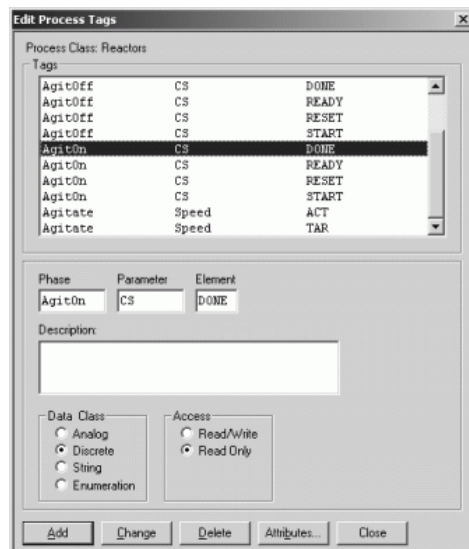 Edit Process Tags
Process Class: Reactors
Tags
AgitOff CS DONE
AgitOff CS READY
AgitOff CS RESET
AgitOff CS START
AgitOn CS DONE
AgitOn CS READY
AgitOn CS RESET
AgitOn CS START
Agitate Speed ACT
Agitate Speed TAR
Phase Parameter Element
AgitOn CS DONE
Description:
Data Class Access
Analog Read/Write
Discrete Read Only
String
Enumeration
Add Change Delete Attributes... Close